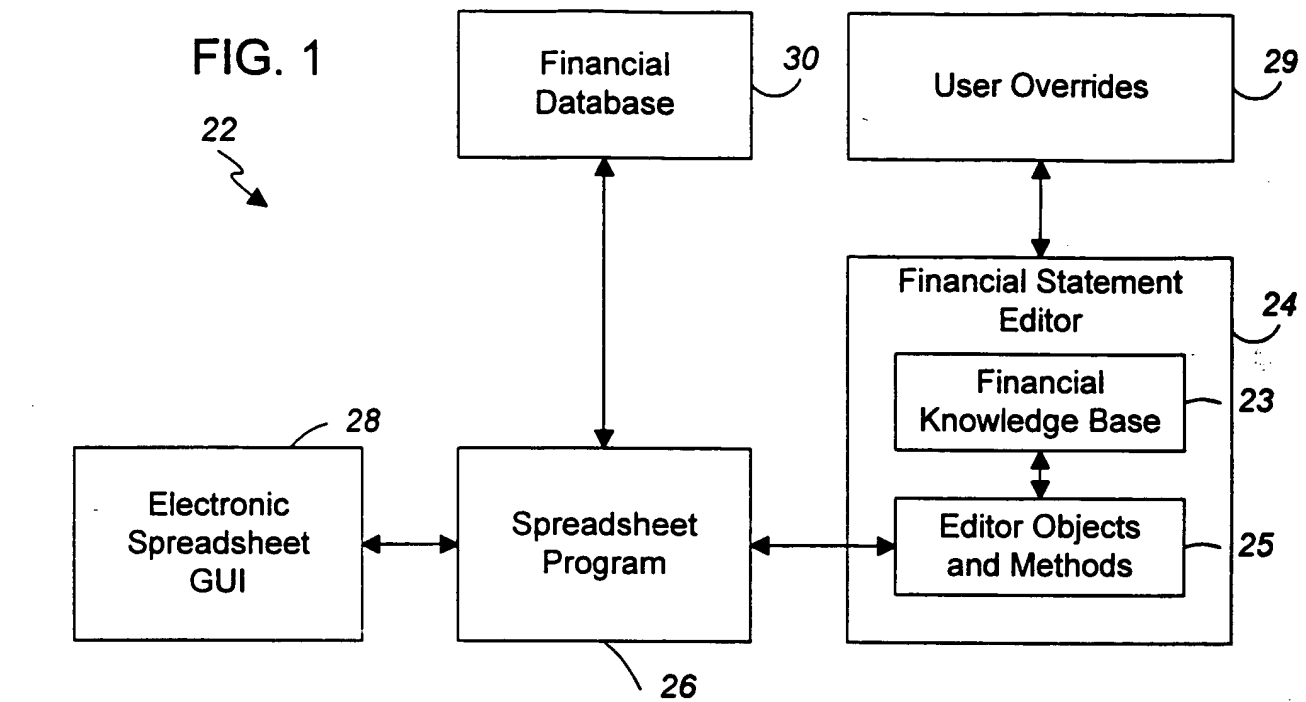 FIG. 1
22
Financial
Database
30
User Overrides
29
Financial Statement
Editor
24
Financial
Knowledge Base
23
Editor Objects
and Methods
25
28
Electronic
Spreadsheet
GUI
Spreadsheet
Program
26